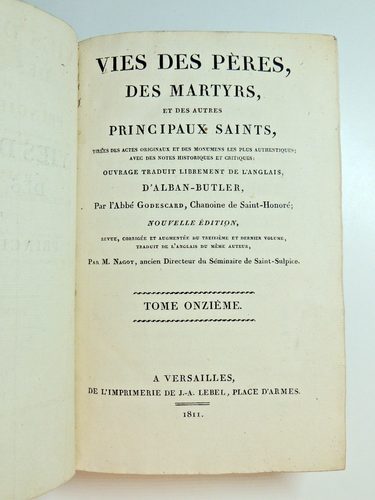 VIES DES PÈRES,
DES MARTYRS,
ET DES AUTRES
PRINCIPAUX SAINTS,
TIRÉES DES ACTES ORIGINAUX ET DES MONUMENS LES PLUS AUTHENTIQUES;
AVEC DES NOTES HISTORIQUES ET CRITIQUES:
OUVRAGE TRADUIT LIBREMENT DE L'ANGLAIS,
D'ALBAN-BUTLER,
Par l'Abbé GODESCARD, Chanoine de Saint-Honoré;
NOUVELLE ÉDITION,
REVUE, CORRIGÉE ET AUGMENTÉE DU TREIZIÈME ET DERNIER VOLUME,
TRADUIT DE L'ANGLAIS DU MÊME AUTEUR,
PAR M. NAGOT, ancien Directeur du Séminaire de Saint-Sulpice.
TOME ONZIÈME.
A VERSAILLES,
DE L'IMPRIMERIE DE J.-A. LEBEL, PLACE D'ARMES.
1811.